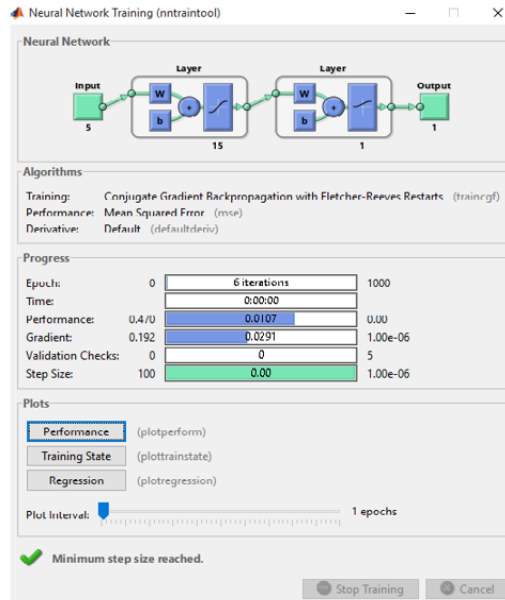 Neural Network Training (nntraintool)
Neural Network
Layer Layer
Input Output
W W
b b
+ +
5 15 1 1
Algorithms
Training: Conjugate Gradient Backpropagation with Fletcher-Reeves Restarts (traincgf)
Performance: Mean Squared Error (mse)
Derivative: Default (defaultderiv)
Progress
Epoch: 0 6 iterations 1000
Time: 0:00:00
Performance: 0.470 0.0107 0.00
Gradient: 0.192 0.0291 1.00e-06
Validation Checks: 0 0 5
Step Size: 100 0.00 1.00e-06
Plots
Performance (plotperform)
Training State (plottrainstate)
Regression (plotregression)
Plot Interval: 1 epochs
Minimum step size reached.
Stop Training Cancel